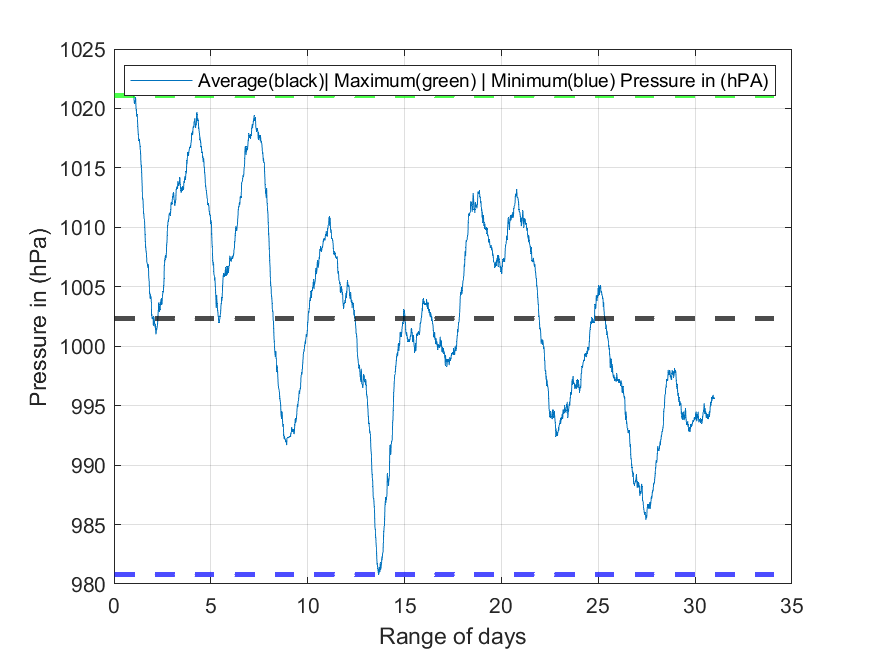 1025
1020
1015
1010
1005
1000
995
990
985
980
Pressure in (hPa)
Average(black)| Maximum(green) | Minimum(blue) Pressure in (hPA)
0 5 10 15 20 25 30 35
Range of days